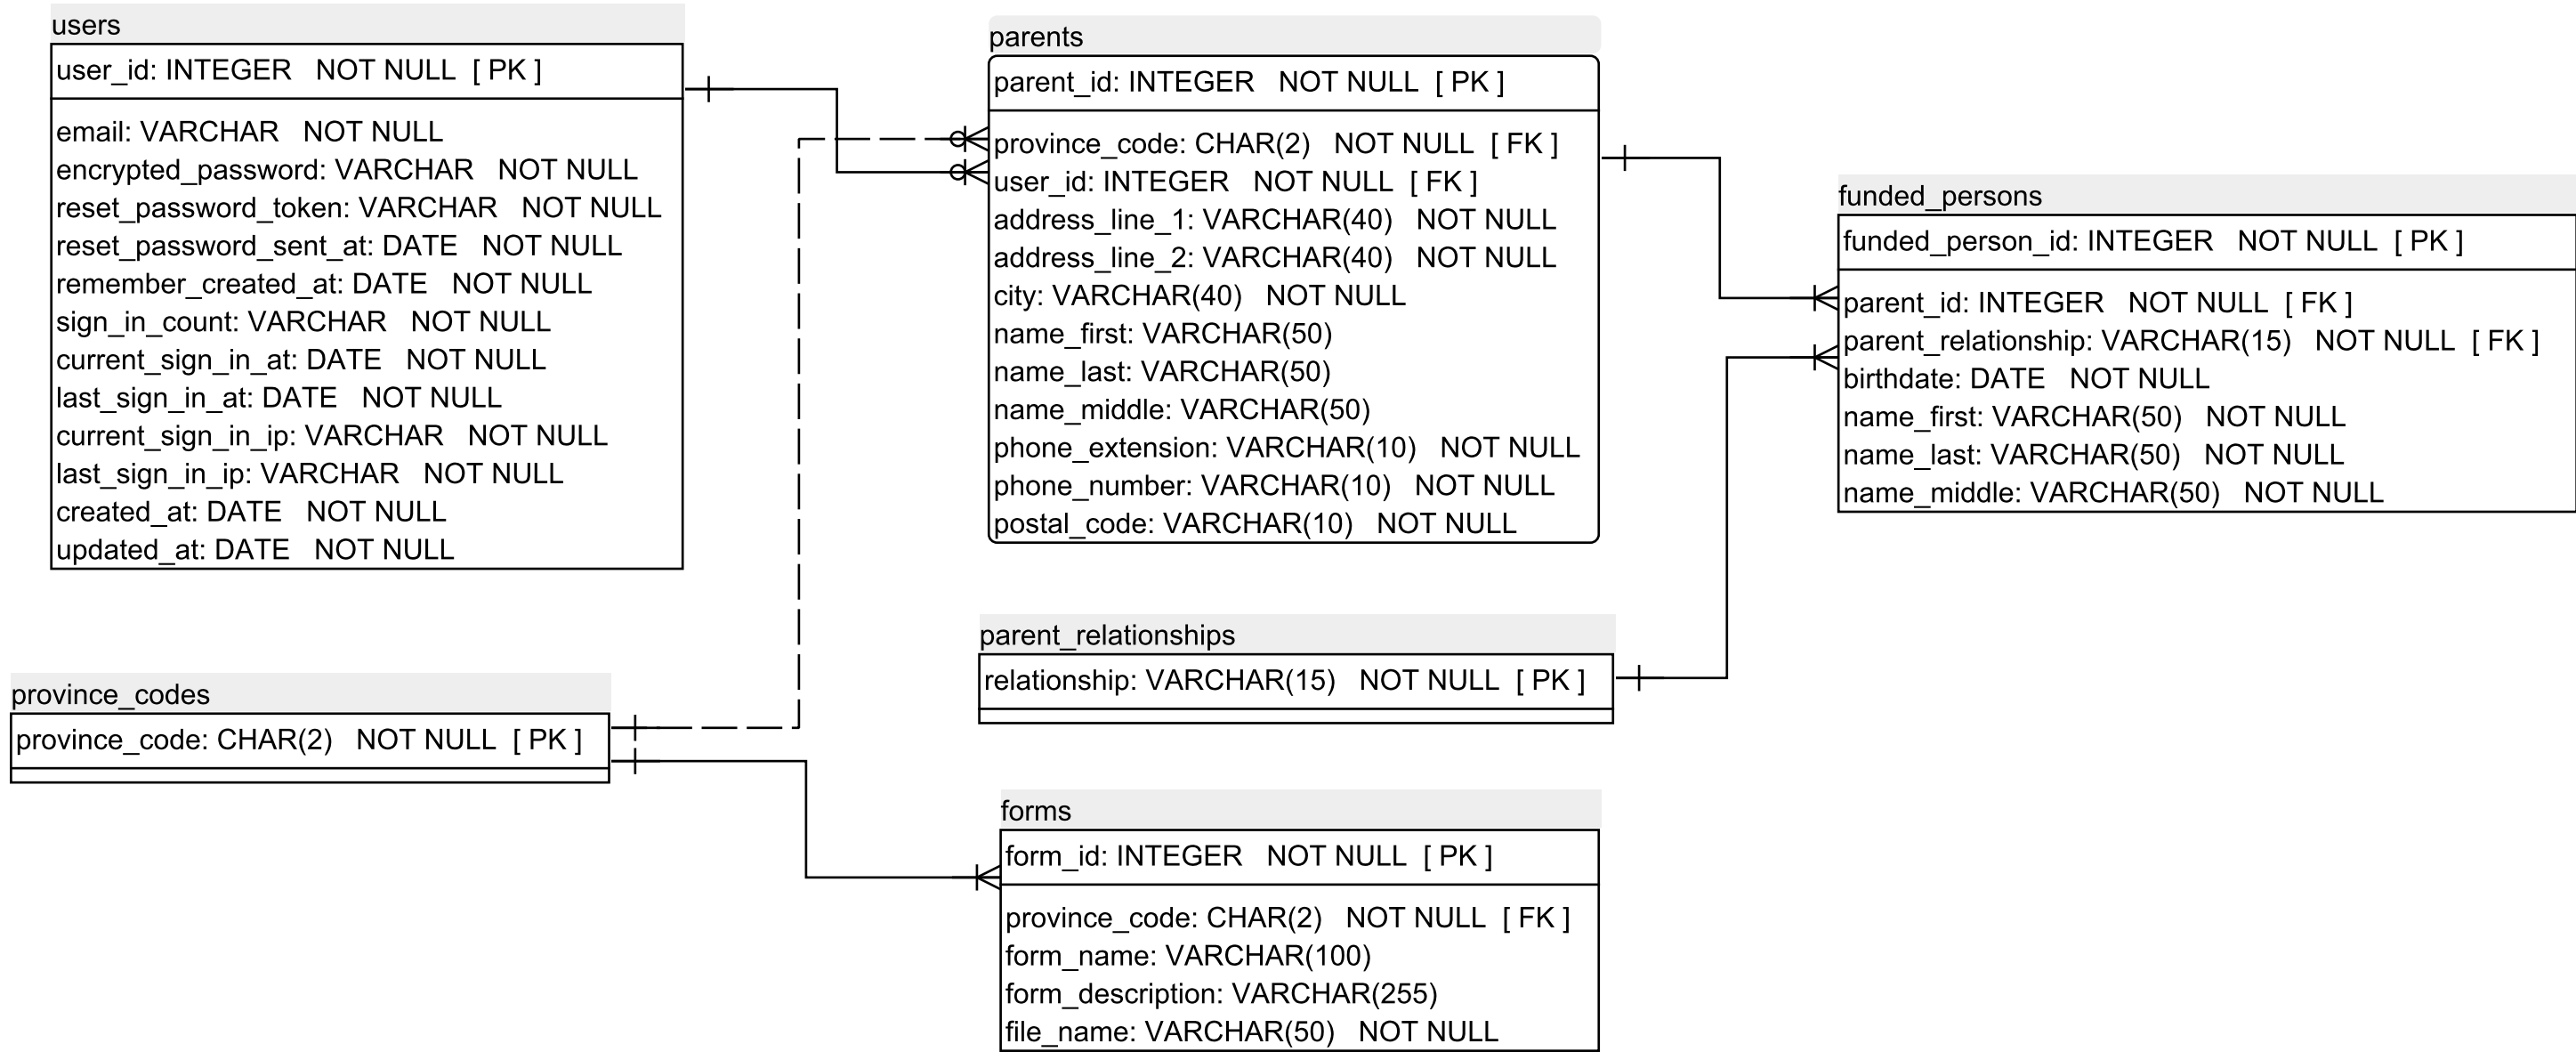 users
user_id: INTEGER NOT NULL [ PK ]
email: VARCHAR NOT NULL
encrypted_password: VARCHAR NOT NULL
reset_password_token: VARCHAR NOT NULL
reset_password_sent_at: DATE NOT NULL
remember_created_at: DATE NOT NULL
sign_in_count: VARCHAR NOT NULL
current_sign_in_at: DATE NOT NULL
last_sign_in_at: DATE NOT NULL
current_sign_in_ip: VARCHAR NOT NULL
last_sign_in_ip: VARCHAR NOT NULL
created_at: DATE NOT NULL
updated_at: DATE NOT NULL
parents
parent_id: INTEGER NOT NULL [ PK ]
province_code: CHAR(2) NOT NULL [ FK ]
user_id: INTEGER NOT NULL [ FK ]
address_line_1: VARCHAR(40) NOT NULL
address_line_2: VARCHAR(40) NOT NULL
city: VARCHAR(40) NOT NULL
name_first: VARCHAR(50)
name_last: VARCHAR(50)
name_middle: VARCHAR(50)
phone_extension: VARCHAR(10) NOT NULL
phone_number: VARCHAR(10) NOT NULL
postal_code: VARCHAR(10) NOT NULL
funded_persons
funded_person_id: INTEGER NOT NULL [ PK ]
parent_id: INTEGER NOT NULL [ FK ]
parent_relationship: VARCHAR(15) NOT NULL [ FK ]
birthdate: DATE NOT NULL
name_first: VARCHAR(50) NOT NULL
name_last: VARCHAR(50) NOT NULL
name_middle: VARCHAR(50) NOT NULL
parent_relationships
relationship: VARCHAR(15) NOT NULL [ PK ]
province_codes
province_code: CHAR(2) NOT NULL [ PK ]
forms
form_id: INTEGER NOT NULL [ PK ]
province_code: CHAR(2) NOT NULL [ FK ]
form_name: VARCHAR(100)
form_description: VARCHAR(255)
file_name: VARCHAR(50) NOT NULL